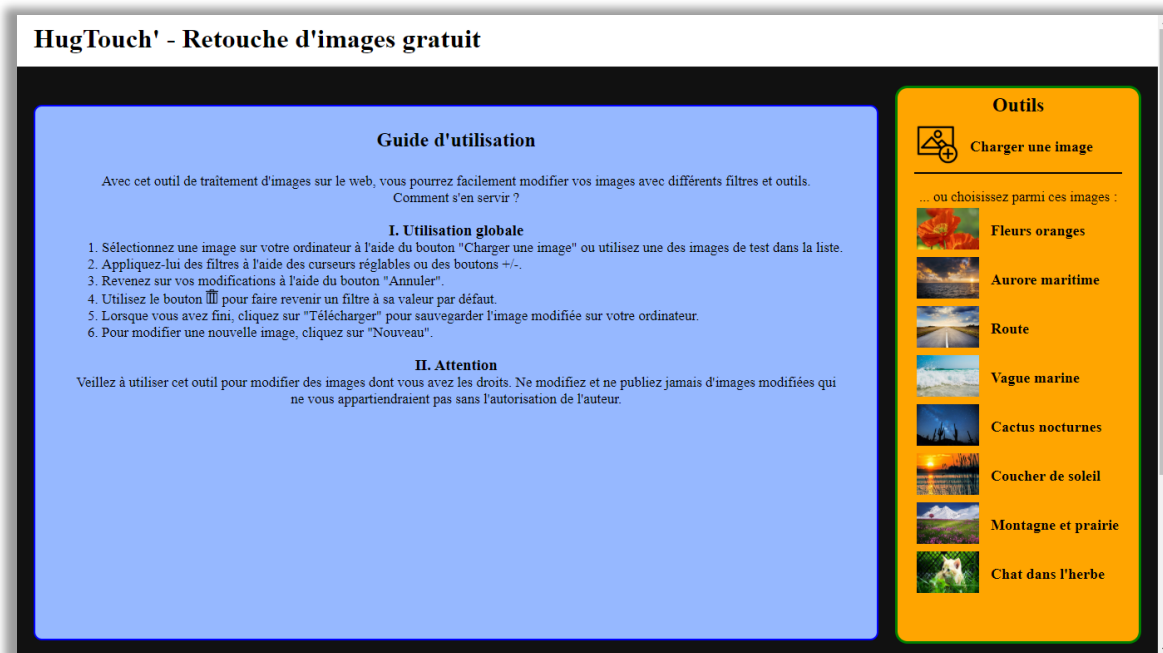 HugTouch' - Retouche d'images gratuit
Guide d'utilisation
Avec cet outil de traîtement d'images sur le web, vous pourrez facilement modifier vos images avec différents filtres et outils.
Comment s'en servir ?
I. Utilisation globale
1. Sélectionnez une image sur votre ordinateur à l'aide du bouton "Charger une image" ou utilisez une des images de test dans la liste.
2. Appliquez-lui des filtres à l'aide des curseurs réglables ou des boutons +/-.
3. Revenez sur vos modifications à l'aide du bouton "Annuler".
4. Utilisez le bouton pour faire revenir un filtre à sa valeur par défaut.
5. Lorsque vous avez fini, cliquez sur "Télécharger" pour sauvegarder l'image modifiée sur votre ordinateur.
6. Pour modifier une nouvelle image, cliquez sur "Nouveau".
II. Attention
Veillez à utiliser cet outil pour modifier des images dont vous avez les droits. Ne modifiez et ne publiez jamais d'images modifiées qui
ne vous appartiendraient pas sans l'autorisation de l'auteur.
Outils
Charger une image
... ou choisissez parmi ces images :
Fleurs oranges
Aurore maritime
Route
Vague marine
Cactus nocturnes
Coucher de soleil
Montagne et prairie
Chat dans l'herbe